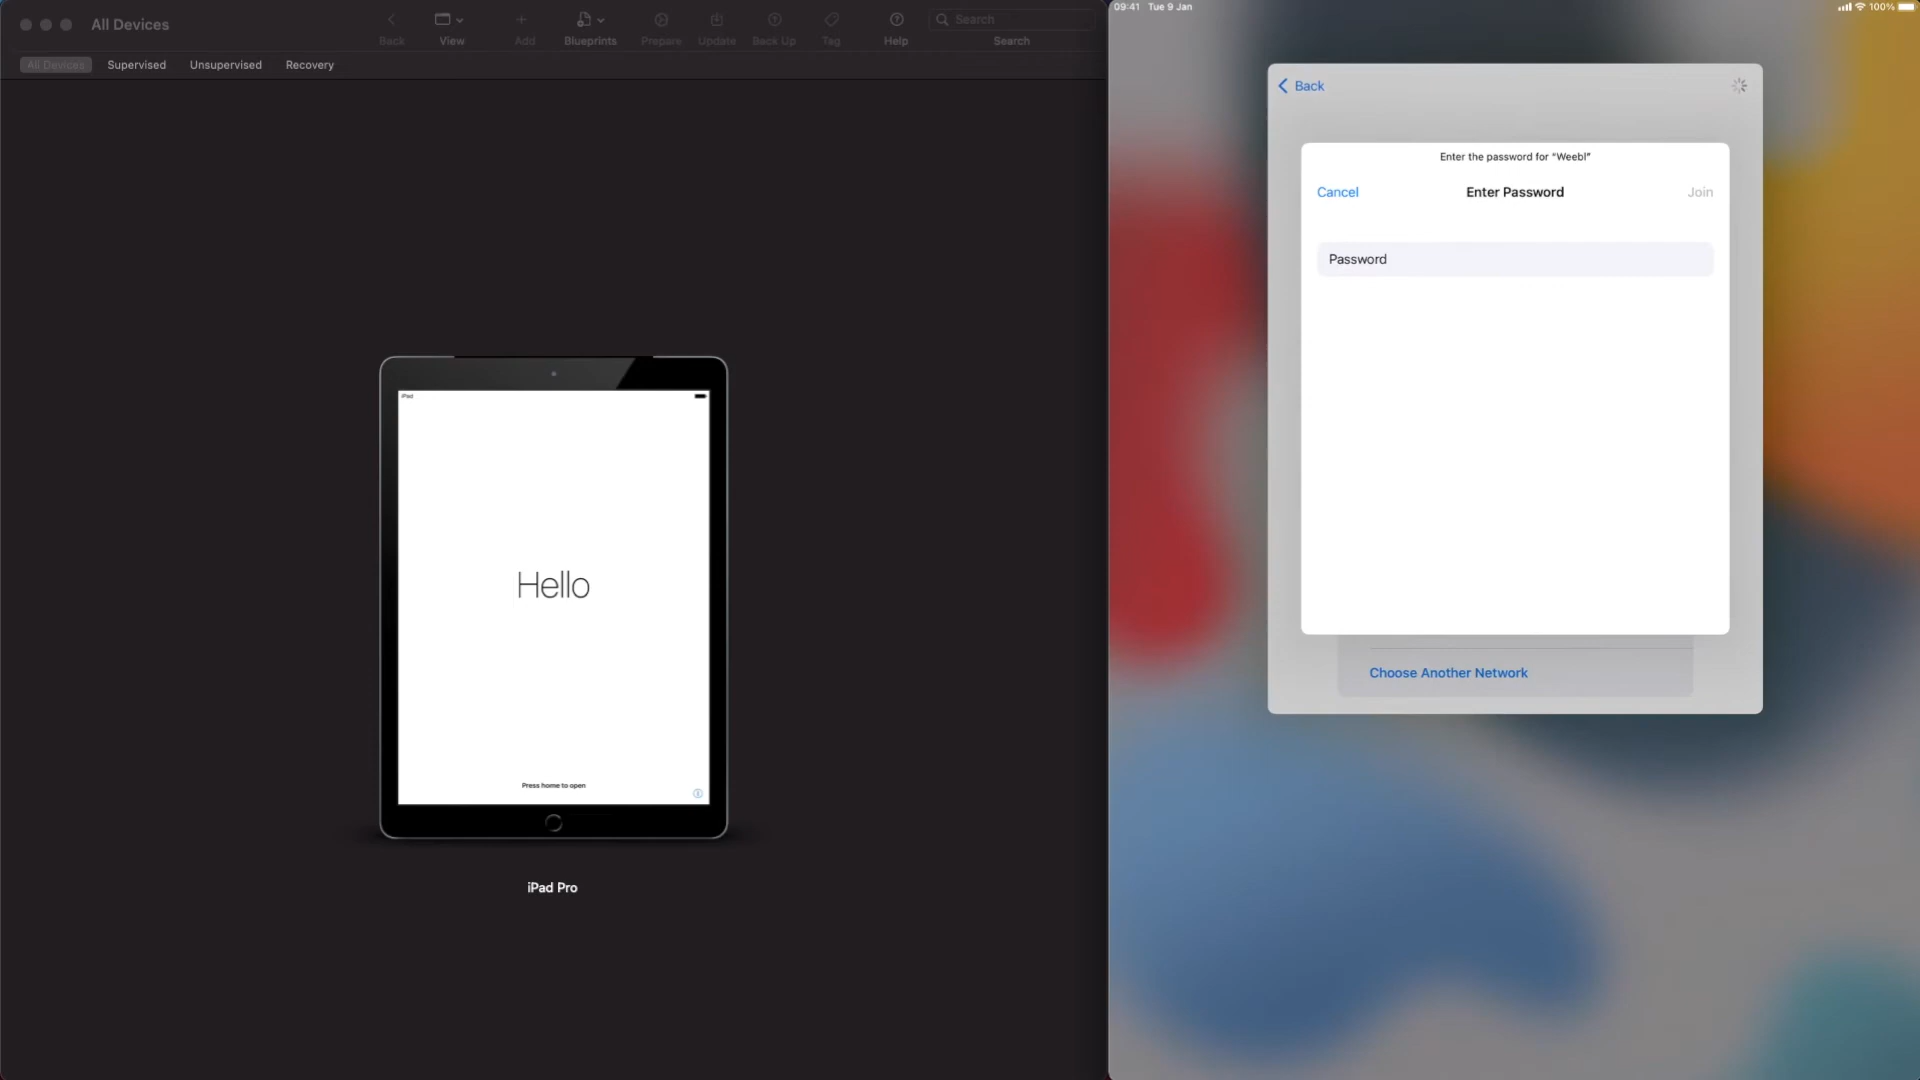 All Devices
Back
View
Add
Blueprints
Prepare
Update
Back Up
Tag
Help
Search
Search
All Devices
Supervised
Unsupervised
Recovery
iPad
Hello
Press home to open
iPad Pro
09:41 Tue 9 Jan
100%
Back
Enter the password for “Weebl”
Cancel
Enter Password
Join
Password
Choose Another Network